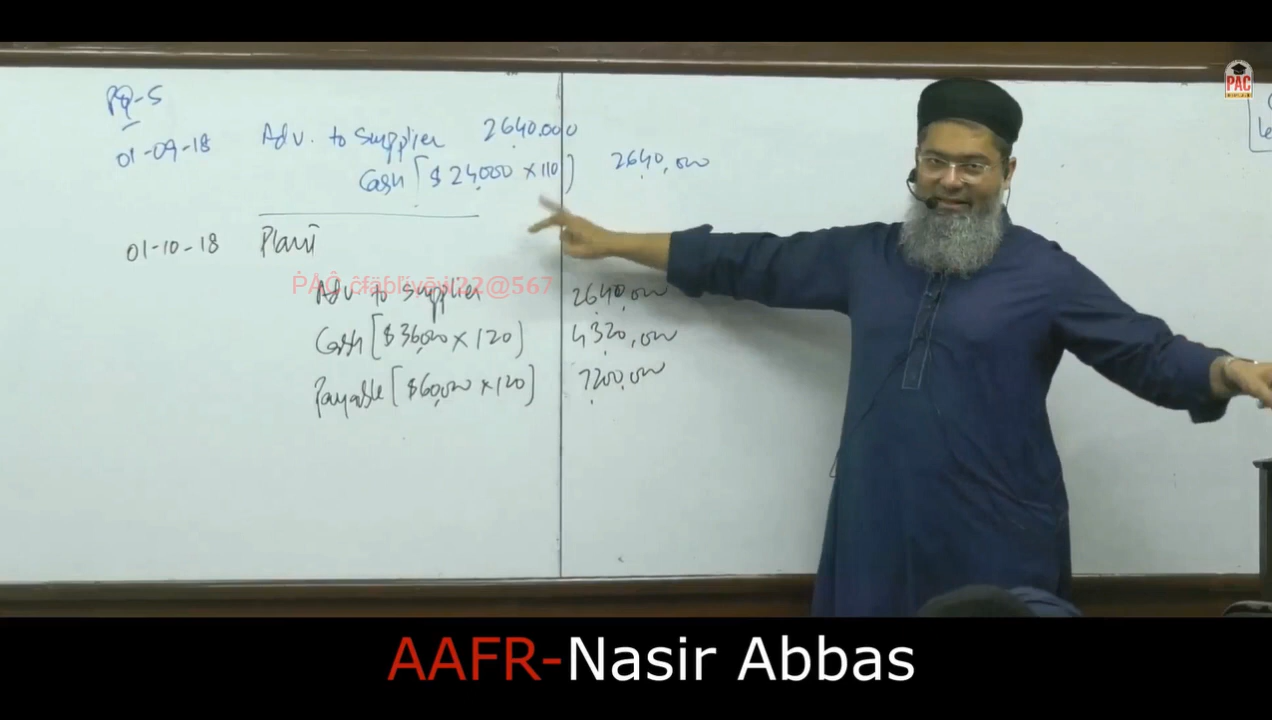 PQ-5
01-09-18 Adv. to supplier 2640,000
Cash [$24,000 x 110] 2640,000
01-10-18 Plant
Adv. to supplier 2640,000
Cash [$36,000 x 120] 4320,000
Payable [$60,000 x 120] 7200,000
PAC
AAFR-Nasir Abbas